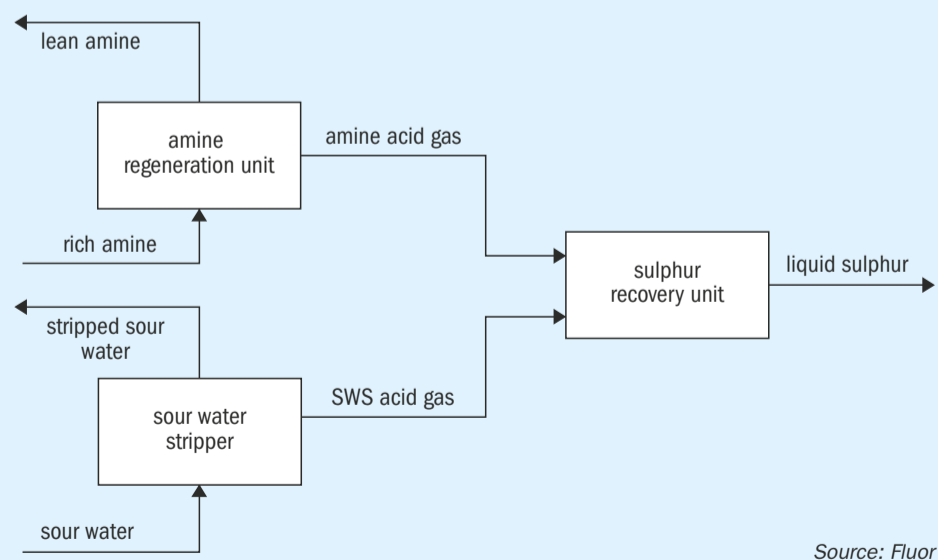 lean amine
amine
regeneration unit
amine acid gas
rich amine
sulphur
recovery unit
liquid sulphur
stripped sour
water
SWS acid gas
sour water
stripper
sour water
Source: Fluor